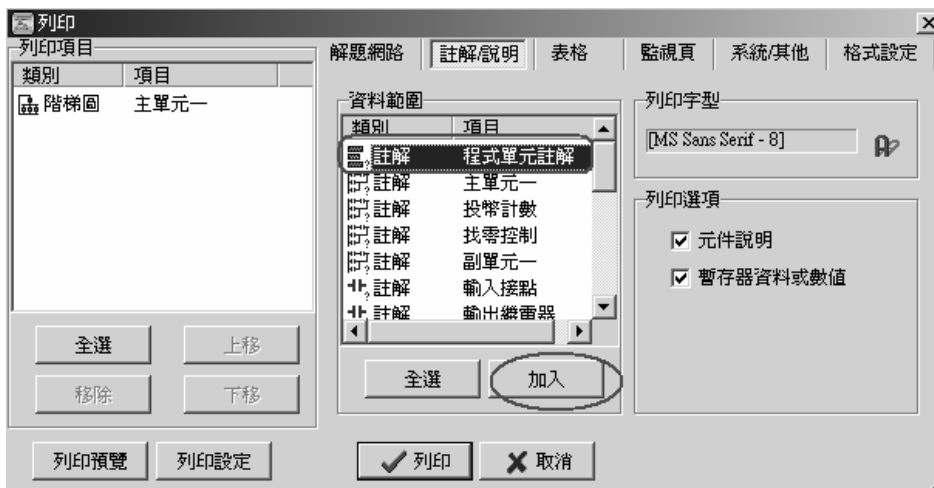 列印
列印項目
類別 項目
階梯圖 主單元一
全選 上移
移除 下移
列印預覽 列印設定
解題網路 註解/說明 表格 監視頁 系統/其他 格式設定
資料範圍
類別 項目
註解 程式單元註解
註解 主單元一
註解 投幣計數
註解 找零控制
註解 副單元一
註解 輸入接點
註解 輸出繼電器
全選 加入
列印字型
[MS Sans Serif - 8]
列印選項
元件說明
暫存器資料或數值
列印 取消